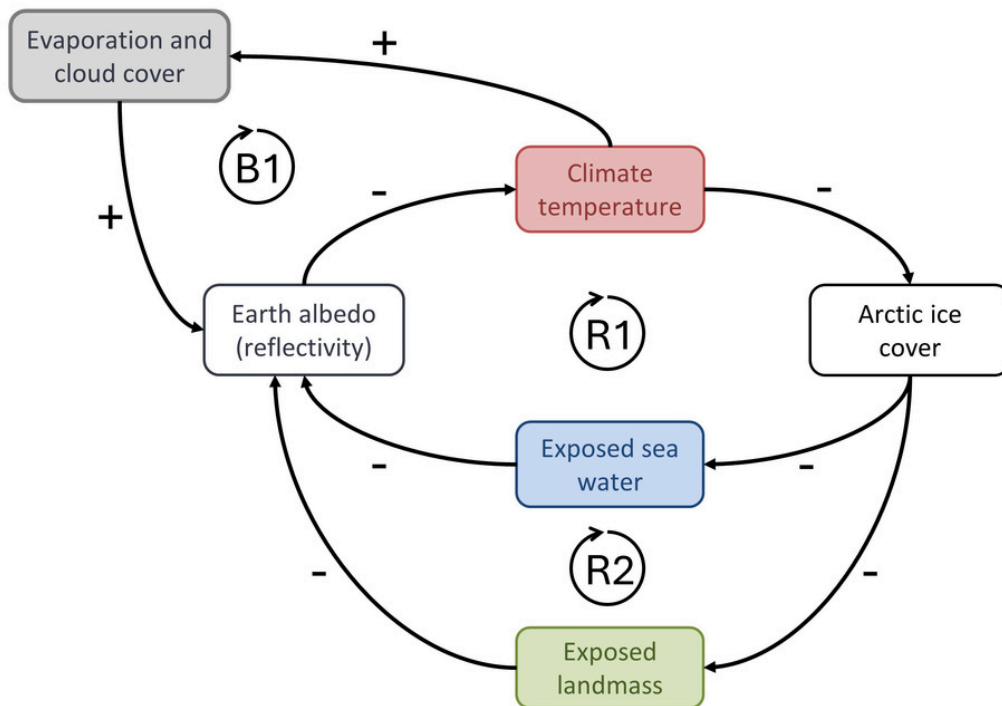 Evaporation and
cloud cover
+
B1
+
-
Climate
temperature
-
Earth albedo
(reflectivity)
R1
Arctic ice
cover
-
Exposed sea
water
-
R2
-
-
Exposed
landmass